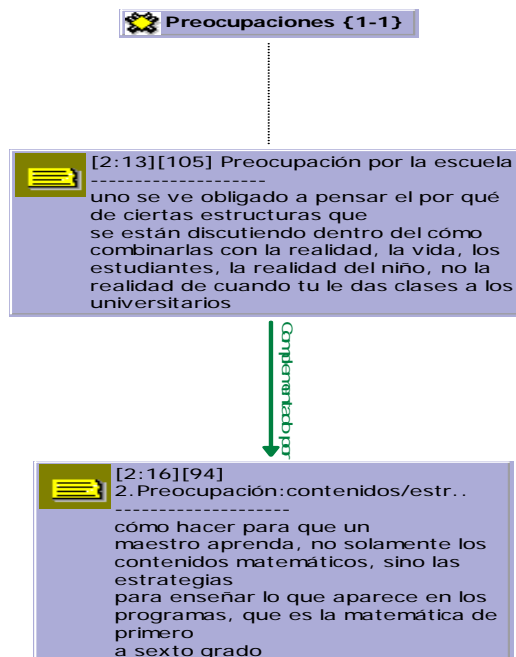 Preocupaciones {1-1}
[2:13][105] Preocupación por la escuela
--------------------
uno se ve obligado a pensar el por qué
de ciertas estructuras que
se están discutiendo dentro del cómo
combinarlas con la realidad, la vida, los
estudiantes, la realidad del niño, no la
realidad de cuando tu le das clases a los
universitarios
Complementado por
[2:16][94]
2.Preocupación:contenidos/estr..
--------------------
cómo hacer para que un
maestro aprenda, no solamente los
contenidos matemáticos, sino las
estrategias
para enseñar lo que aparece en los
programas, que es la matemática de
primero
a sexto grado